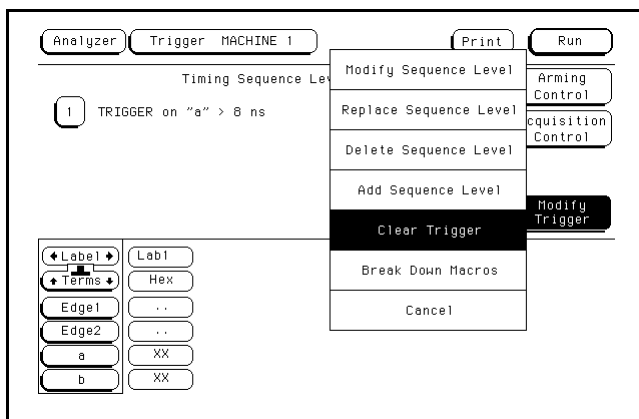 Analyzer Trigger MACHINE 1 Print Run
Timing Sequence Lev
Arming
Control
1 TRIGGER on "a" > 8 ns
cquisition
Control
Modify
Trigger
Modify Sequence Level
Replace Sequence Level
Delete Sequence Level
Add Sequence Level
Clear Trigger
Break Down Macros
Cancel
Label Lab1
Terms Hex
Edge1 ..
Edge2 ..
a XX
b XX